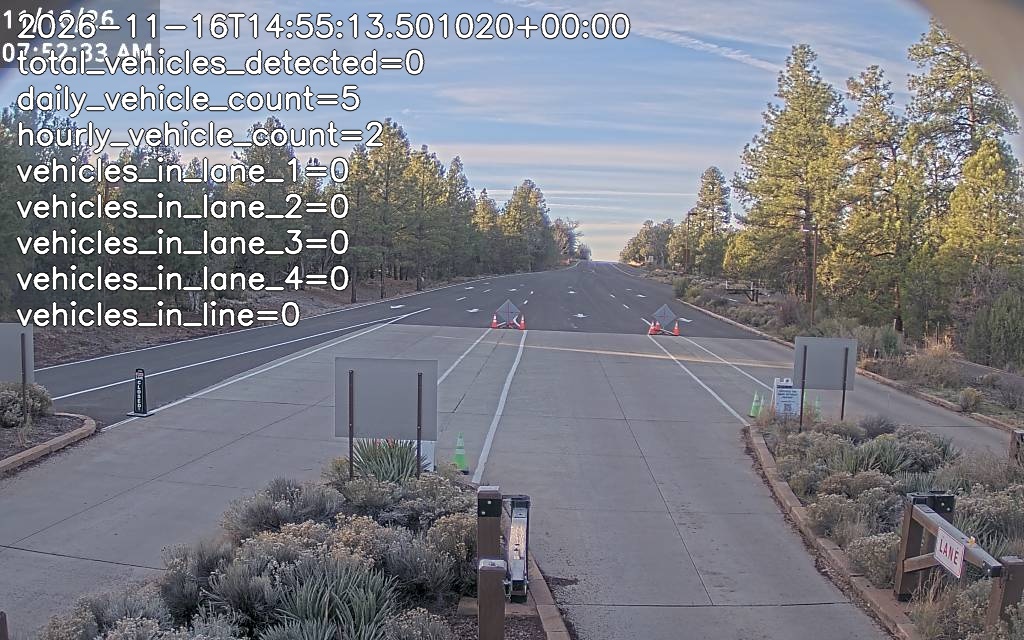 2026-11-16T14:55:13.501020+00:00
07:52:33 AM
total_vehicles_detected=0
daily_vehicle_count=5
hourly_vehicle_count=2
vehicles_in_lane_1=0
vehicles_in_lane_2=0
vehicles_in_lane_3=0
vehicles_in_lane_4=0
vehicles_in_line=0
CLOSED
LANE